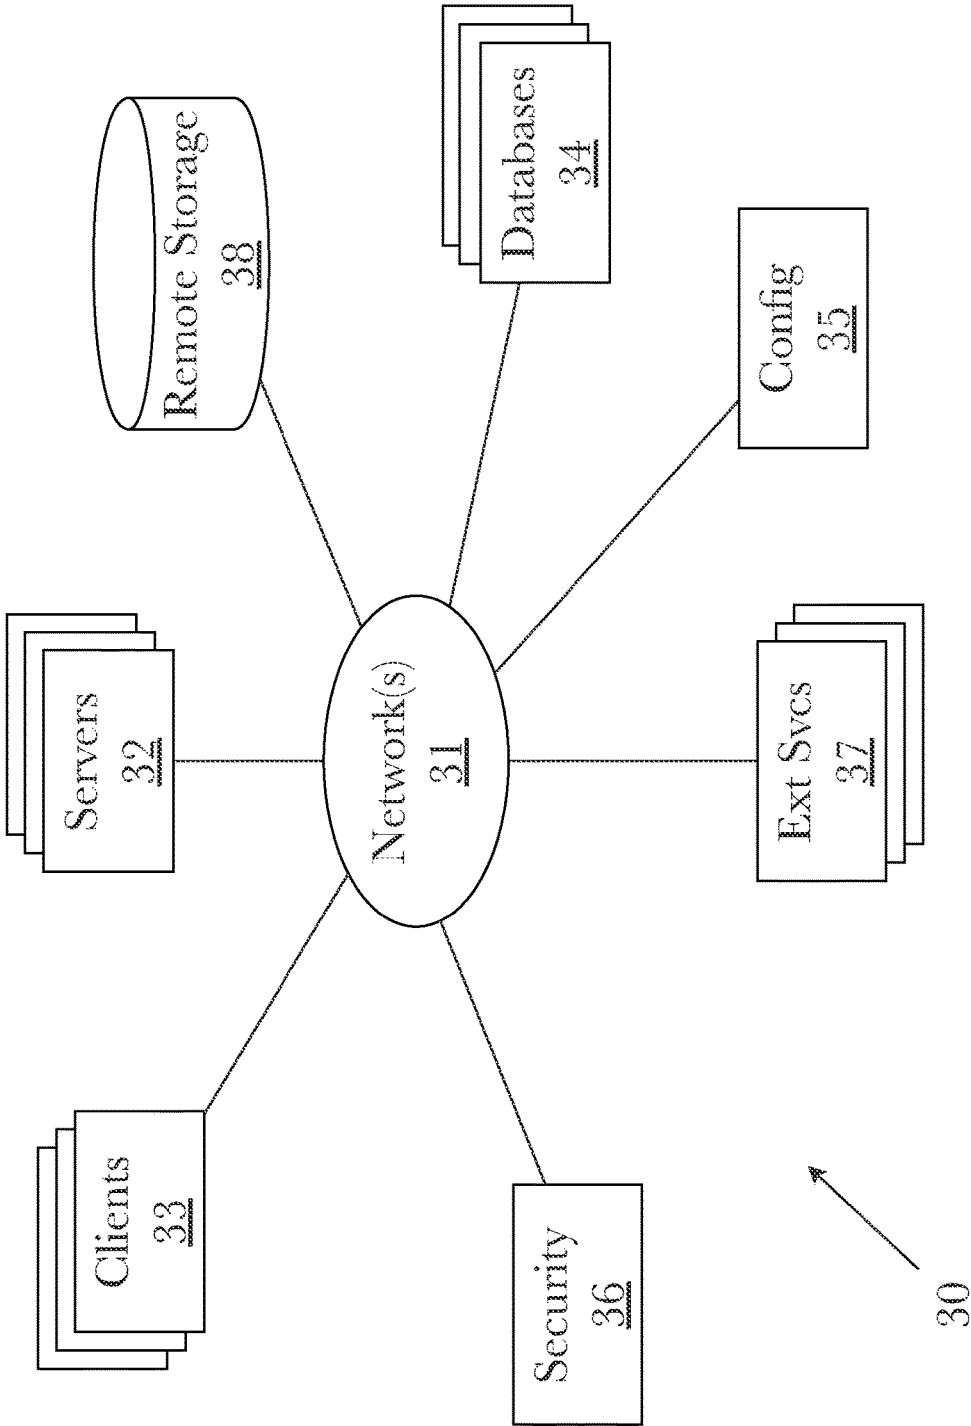 Clients
33
Servers
32
Remote Storage
38
Network(s)
31
Databases
34
Security
36
Ext Svcs
37
Config
35
30